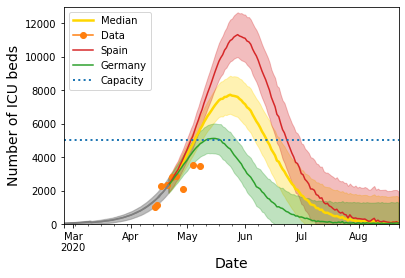 Median
Data
Spain
Germany
Capacity
Number of ICU beds
12000
10000
8000
6000
4000
2000
0
Mar Apr May Jun Jul Aug
2020
Date